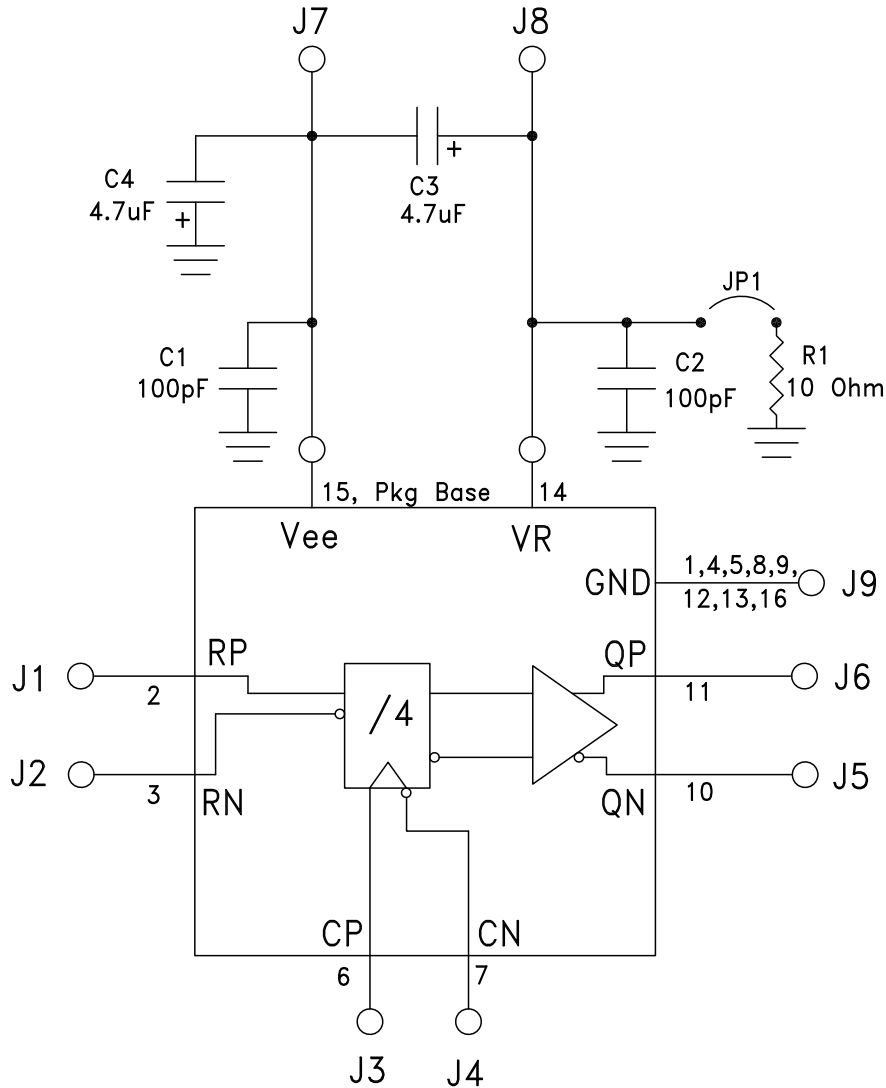 J7
J8
C4
4.7uF
+
+
C3
4.7uF
JP1
C1
100pF
C2
100pF
R1
10 Ohm
15, Pkg Base
14
Vee
VR
GND
1,4,5,8,9,
12,13,16
J9
J1
2
RP
QP
11
J6
/4
J2
3
RN
QN
10
J5
CP
CN
6
7
J3
J4